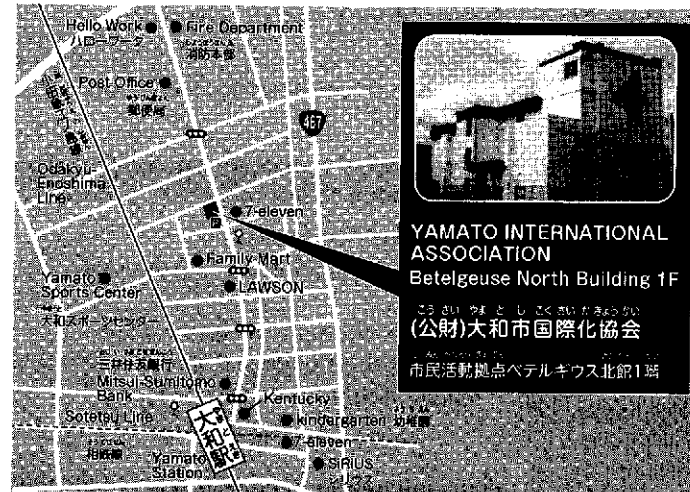 Hello Work
ハローワーク
Fire Department
消防本部
Post Office
郵便局
467
Odakyu-
Enoshima
Line
7-eleven
Family Mart
LAWSON
Yamato
Sports Center
大和スポーツセンター
三井住友銀行
Mitsui-Sumitomo
Bank
Kentucky
Sotetsu Line
kindergarten 幼稚園
7-eleven
相鉄線
大和駅
Yamato
Station
SiRiUS
シリウス
YAMATO INTERNATIONAL
ASSOCIATION
Betelgeuse North Building 1F
(公財)大和市国際化協会
市民活動拠点ベテルギウス北館1階